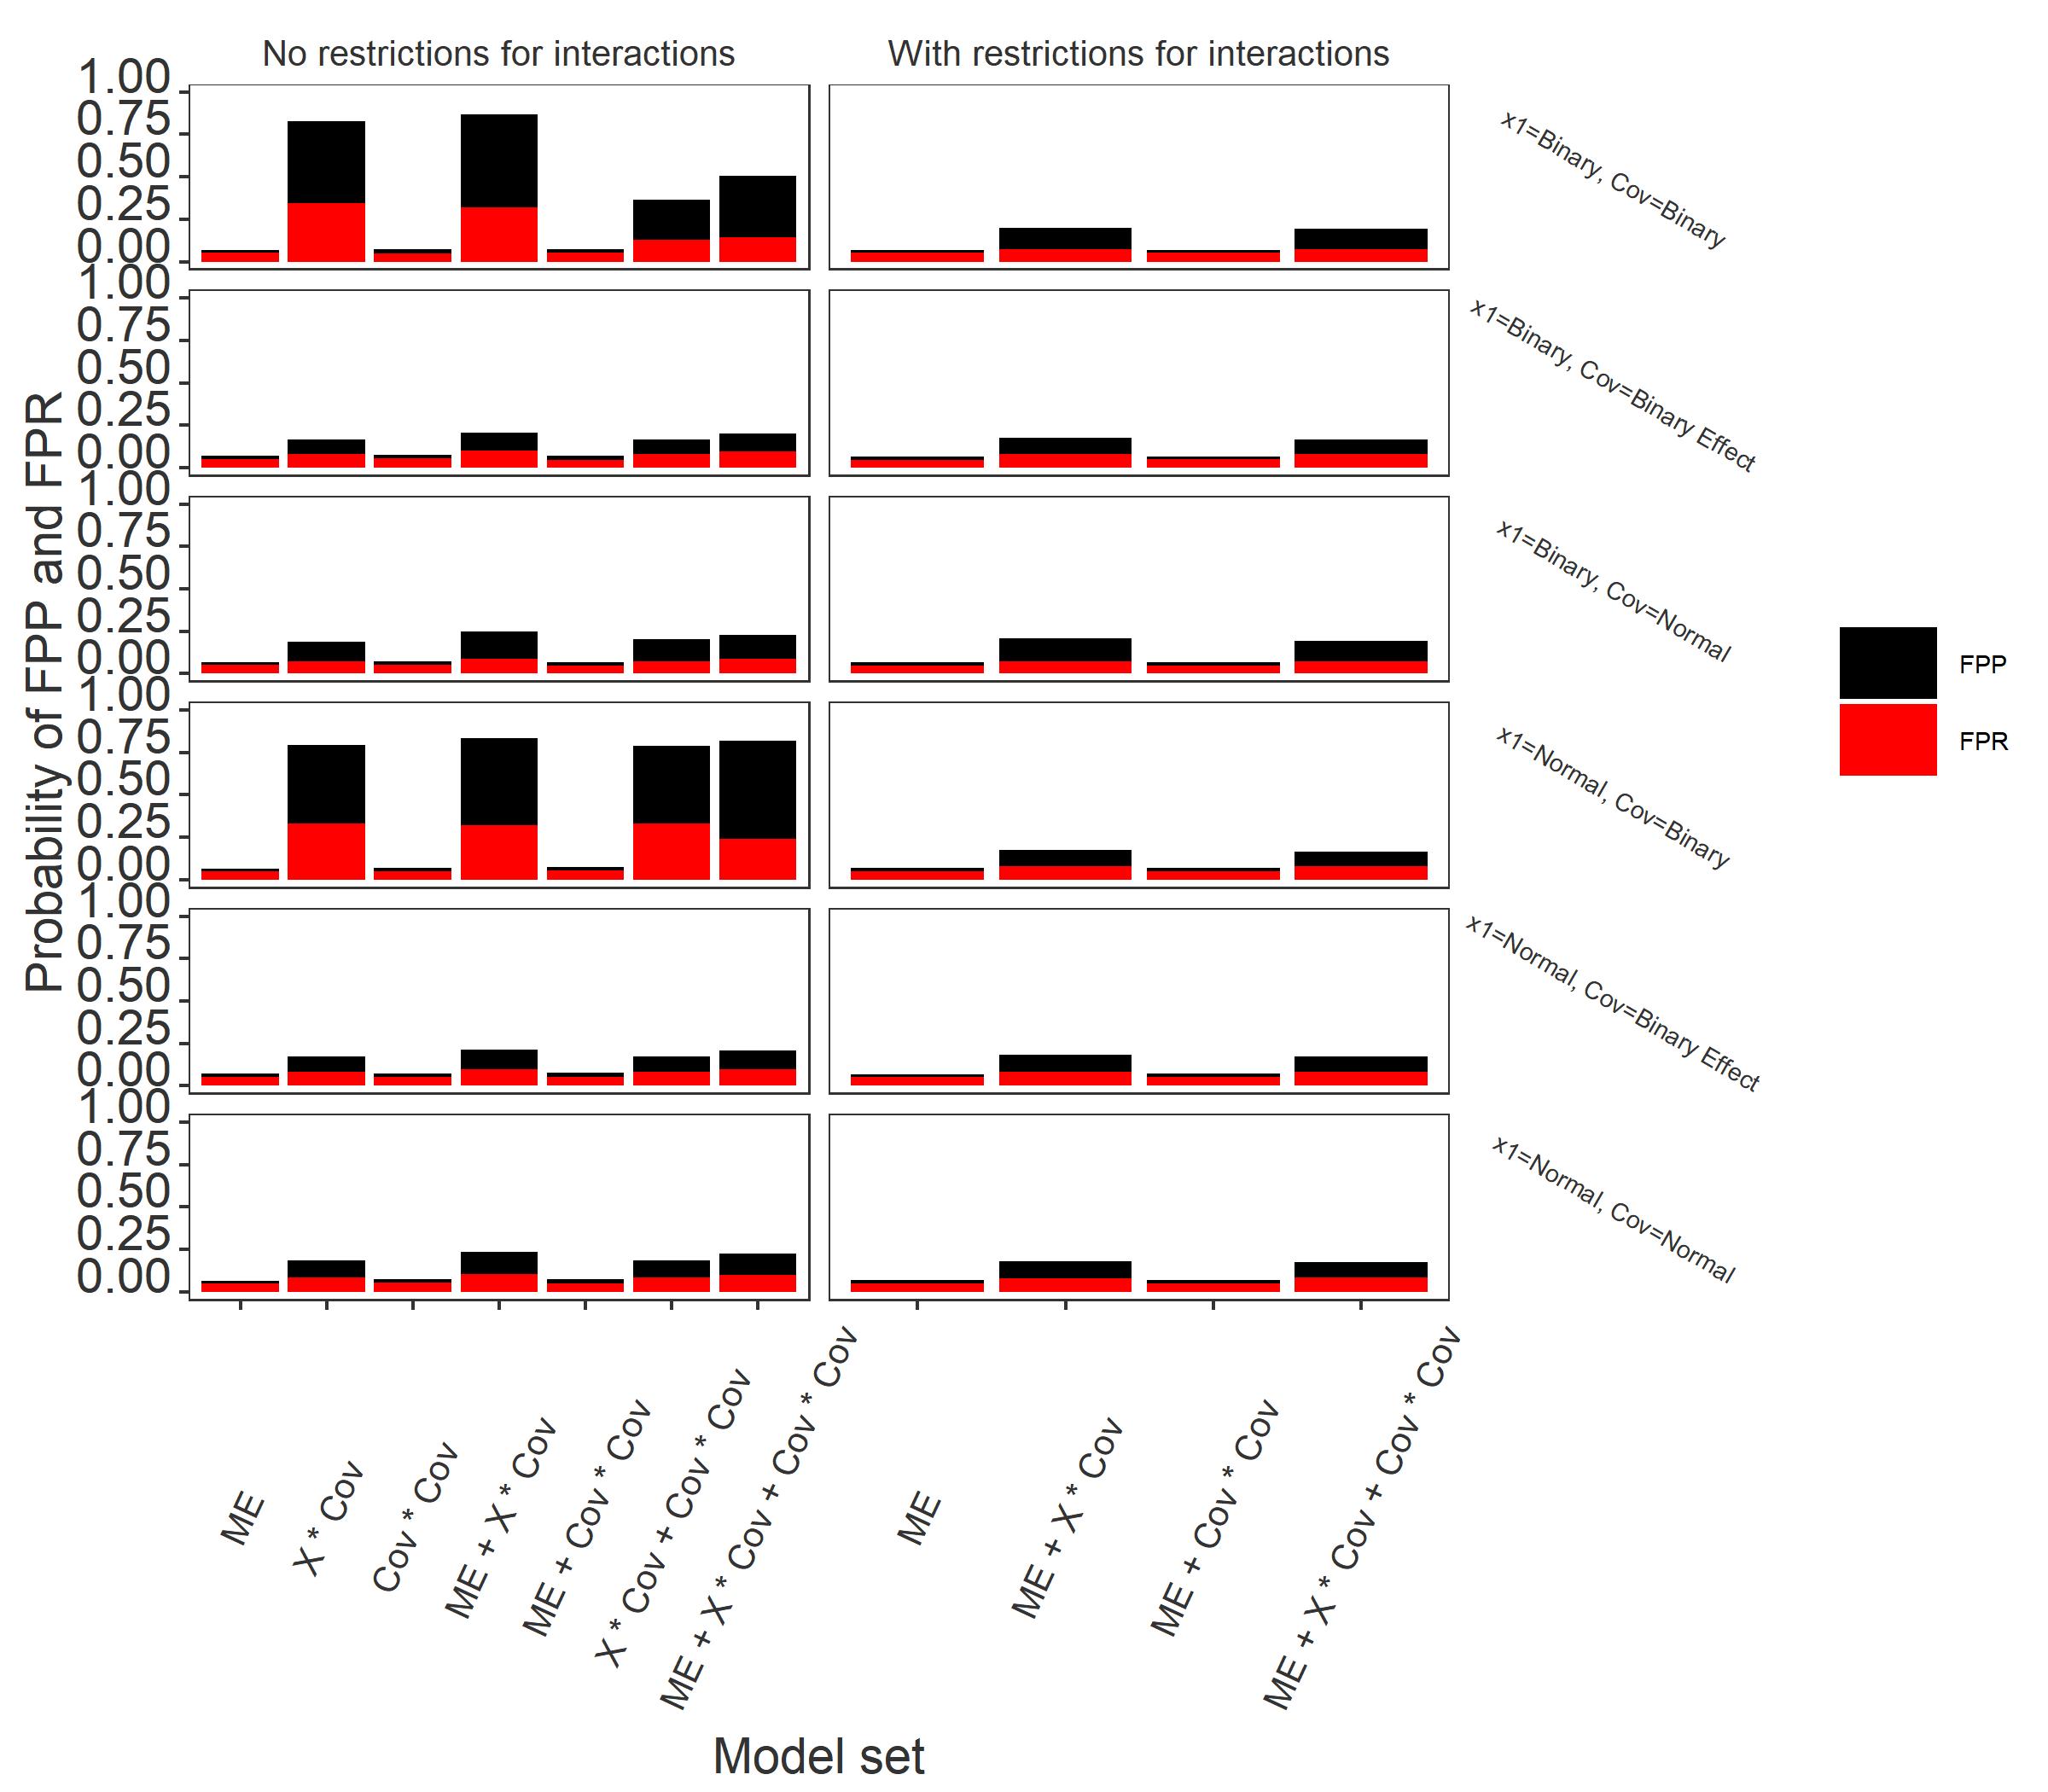 No restrictions for interactions
With restrictions for interactions
Probability of FPP and FPR
1.00
0.75
0.50
0.25
0.00
x1=Binary, Cov=Binary
1.00
0.75
0.50
0.25
0.00
x1=Binary, Cov=Binary Effect
1.00
0.75
0.50
0.25
0.00
x1=Binary, Cov=Normal
1.00
0.75
0.50
0.25
0.00
x1=Normal, Cov=Binary
1.00
0.75
0.50
0.25
0.00
x1=Normal, Cov=Binary Effect
1.00
0.75
0.50
0.25
0.00
x1=Normal, Cov=Normal
FPP
FPR
ME
X * Cov
Cov * Cov
ME + X * Cov
ME + Cov * Cov
X * Cov + Cov * Cov
ME + X * Cov + Cov * Cov
ME
ME + X * Cov
ME + Cov * Cov
ME + X * Cov + Cov * Cov
Model set